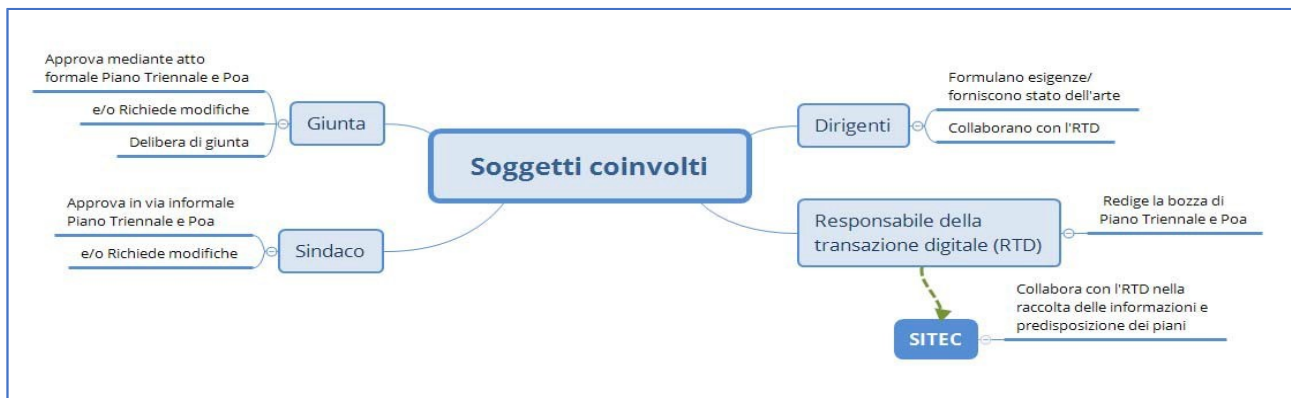 Soggetti coinvolti
Giunta
Approva mediante atto
formale Piano Triennale e Poa
e/o Richiede modifiche
Delibera di giunta
Sindaco
Approva in via informale
Piano Triennale e Poa
e/o Richiede modifiche
Dirigenti
Formulano esigenze/
forniscono stato dell'arte
Collaborano con l'RTD
Responsabile della
transazione digitale (RTD)
Redige la bozza di
Piano Triennale e Poa
SITEC
Collabora con l'RTD nella
raccolta delle informazioni e
predisposizione dei piani